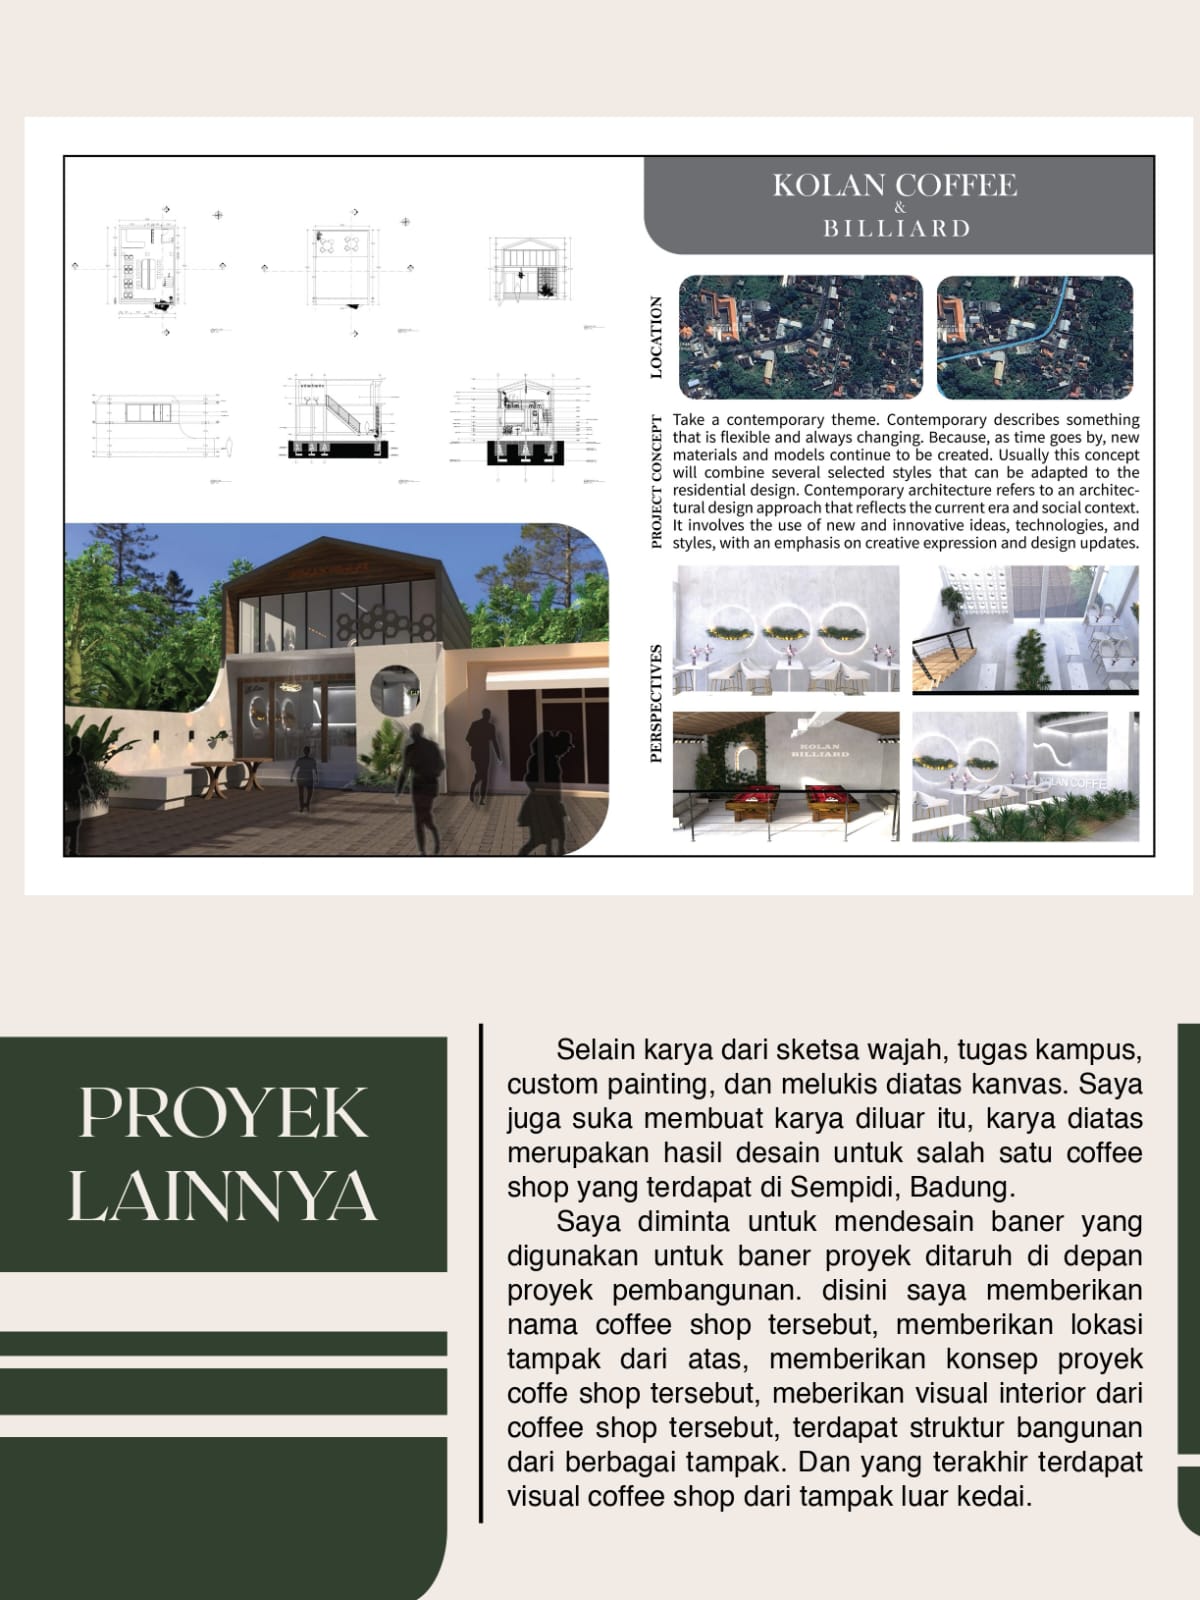 KOLAN COFFEE
&
BILLIARD
LOCATION
PROJECT CONCEPT
Take a contemporary theme. Contemporary describes something
that is flexible and always changing. Because, as time goes by, new
materials and models continue to be created. Usually this concept
will combine several selected styles that can be adapted to the
residential design. Contemporary architecture refers to an architec-
tural design approach that reflects the current era and social context.
It involves the use of new and innovative ideas, technologies, and
styles, with an emphasis on creative expression and design updates.
PERSPECTIVES
KOLAN
BILLIARD
KOLAN COFFE
PROYEK
LAINNYA
Selain karya dari sketsa wajah, tugas kampus,
custom painting, dan melukis diatas kanvas. Saya
juga suka membuat karya diluar itu, karya diatas
merupakan hasil desain untuk salah satu coffee
shop yang terdapat di Sempidi, Badung.
Saya diminta untuk mendesain baner yang
digunakan untuk baner proyek ditaruh di depan
proyek pembangunan. disini saya memberikan
nama coffee shop tersebut, memberikan lokasi
tampak dari atas, memberikan konsep proyek
coffe shop tersebut, meberikan visual interior dari
coffee shop tersebut, terdapat struktur bangunan
dari berbagai tampak. Dan yang terakhir terdapat
visual coffee shop dari tampak luar kedai.